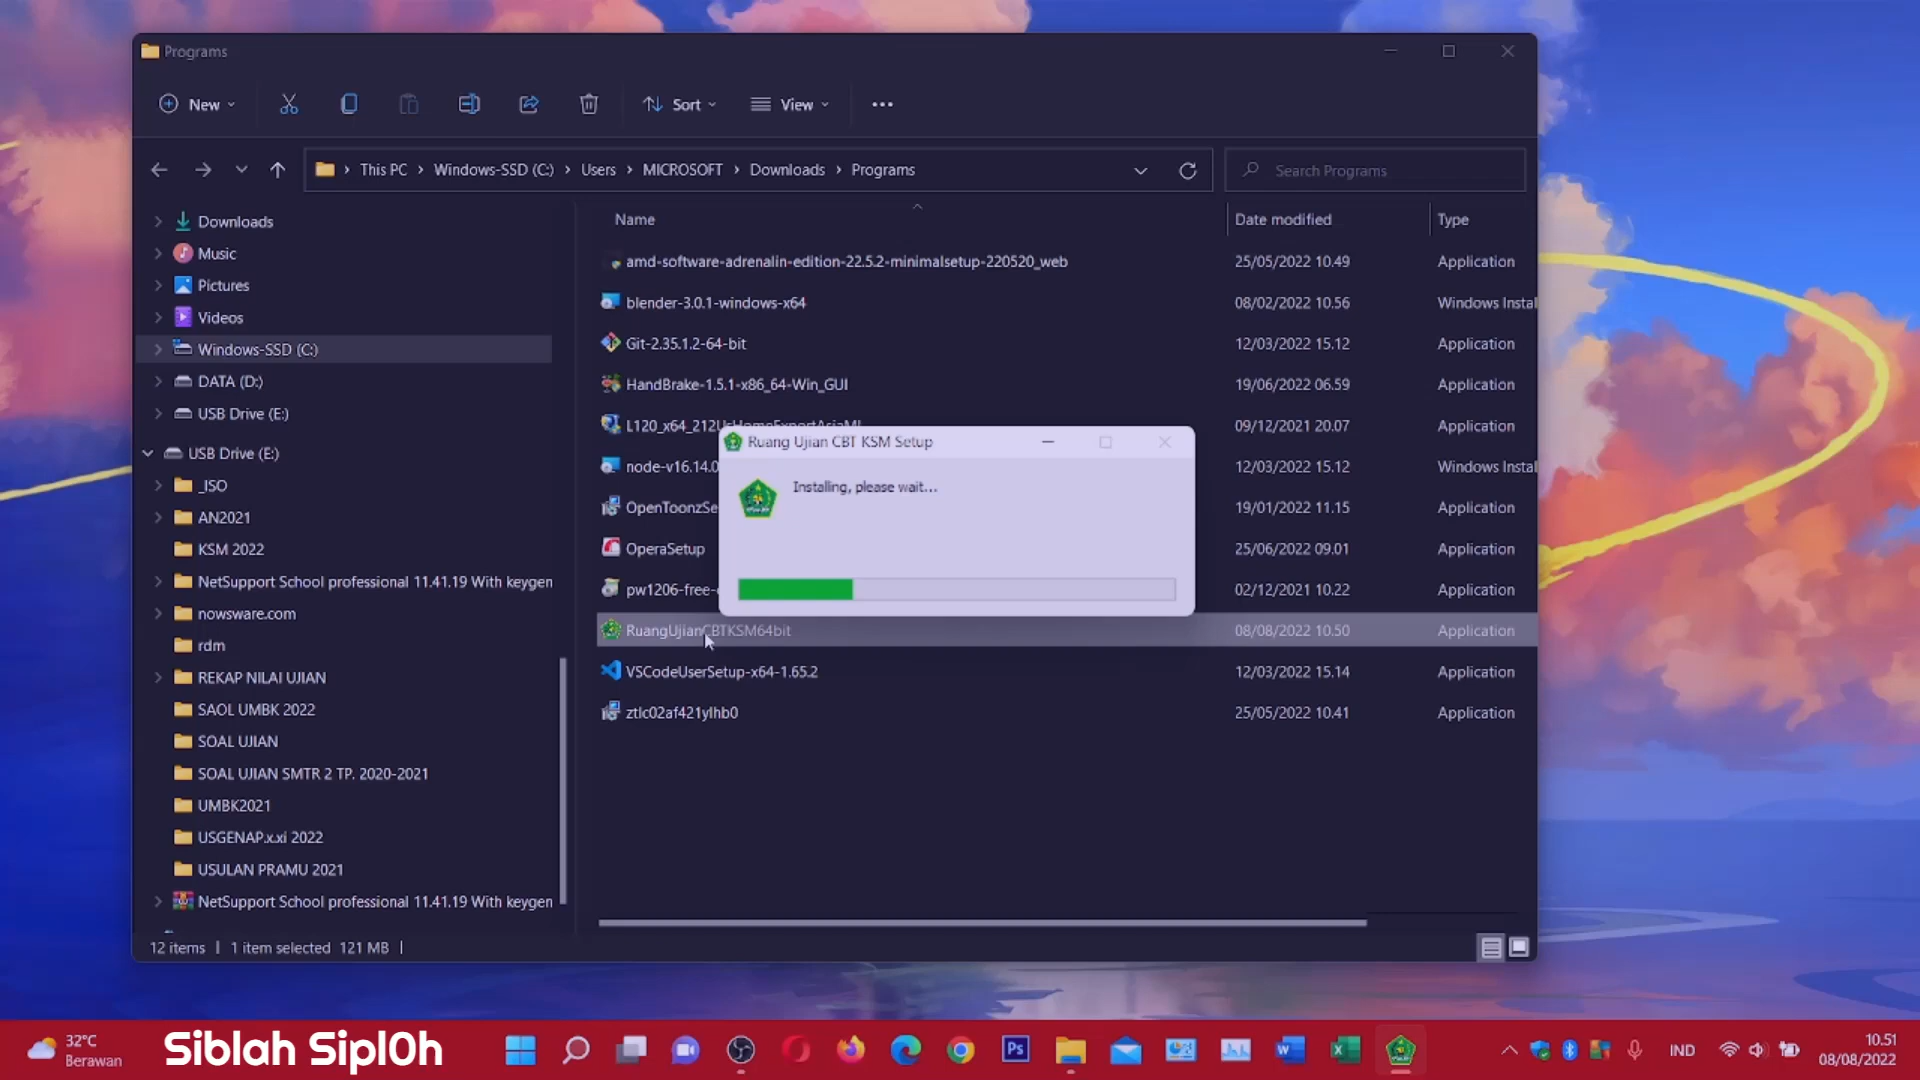 Programs
New
Sort
View
This PC > Windows-SSD (C:) > Users > MICROSOFT > Downloads > Programs
Search Programs
Downloads
Music
Pictures
Videos
Windows-SSD (C:)
DATA (D:)
USB Drive (E:)
USB Drive (E:)
_ISO
AN2021
KSM 2022
NetSupport School professional 11.41.19 With keygen
nowsware.com
rdm
REKAP NILAI UJIAN
SAOL UMBK 2022
SOAL UJIAN
SOAL UJIAN SMTR 2 TP. 2020-2021
UMBK2021
USGENAP.x.xi 2022
USULAN PRAMU 2021
NetSupport School professional 11.41.19 With keygen
Name Date modified Type
amd-software-adrenalin-edition-22.5.2-minimalsetup-220520_web 25/05/2022 10.49 Application
blender-3.0.1-windows-x64 08/02/2022 10.56 Windows Instal
Git-2.35.1.2-64-bit 12/03/2022 15.12 Application
HandBrake-1.5.1-x86_64-Win_GUI 19/06/2022 06.59 Application
09/12/2021 20.07 Application
node-v16.14.0 12/03/2022 15.12 Windows Instal
OpenToonzSe 19/01/2022 11.15 Application
OperaSetup 25/06/2022 09.01 Application
pw1206-free- 02/12/2021 10.22 Application
RuangUjianCBTKSM64bit 08/08/2022 10.50 Application
VSCodeUserSetup-x64-1.65.2 12/03/2022 15.14 Application
ztlc02af421ylhb0 25/05/2022 10.41 Application
Ruang Ujian CBT KSM Setup
Installing, please wait...
12 items | 1 item selected 121 MB |
32°C
Berawan
Siblah Sipl0h
Ps
IND
10.51
08/08/2022